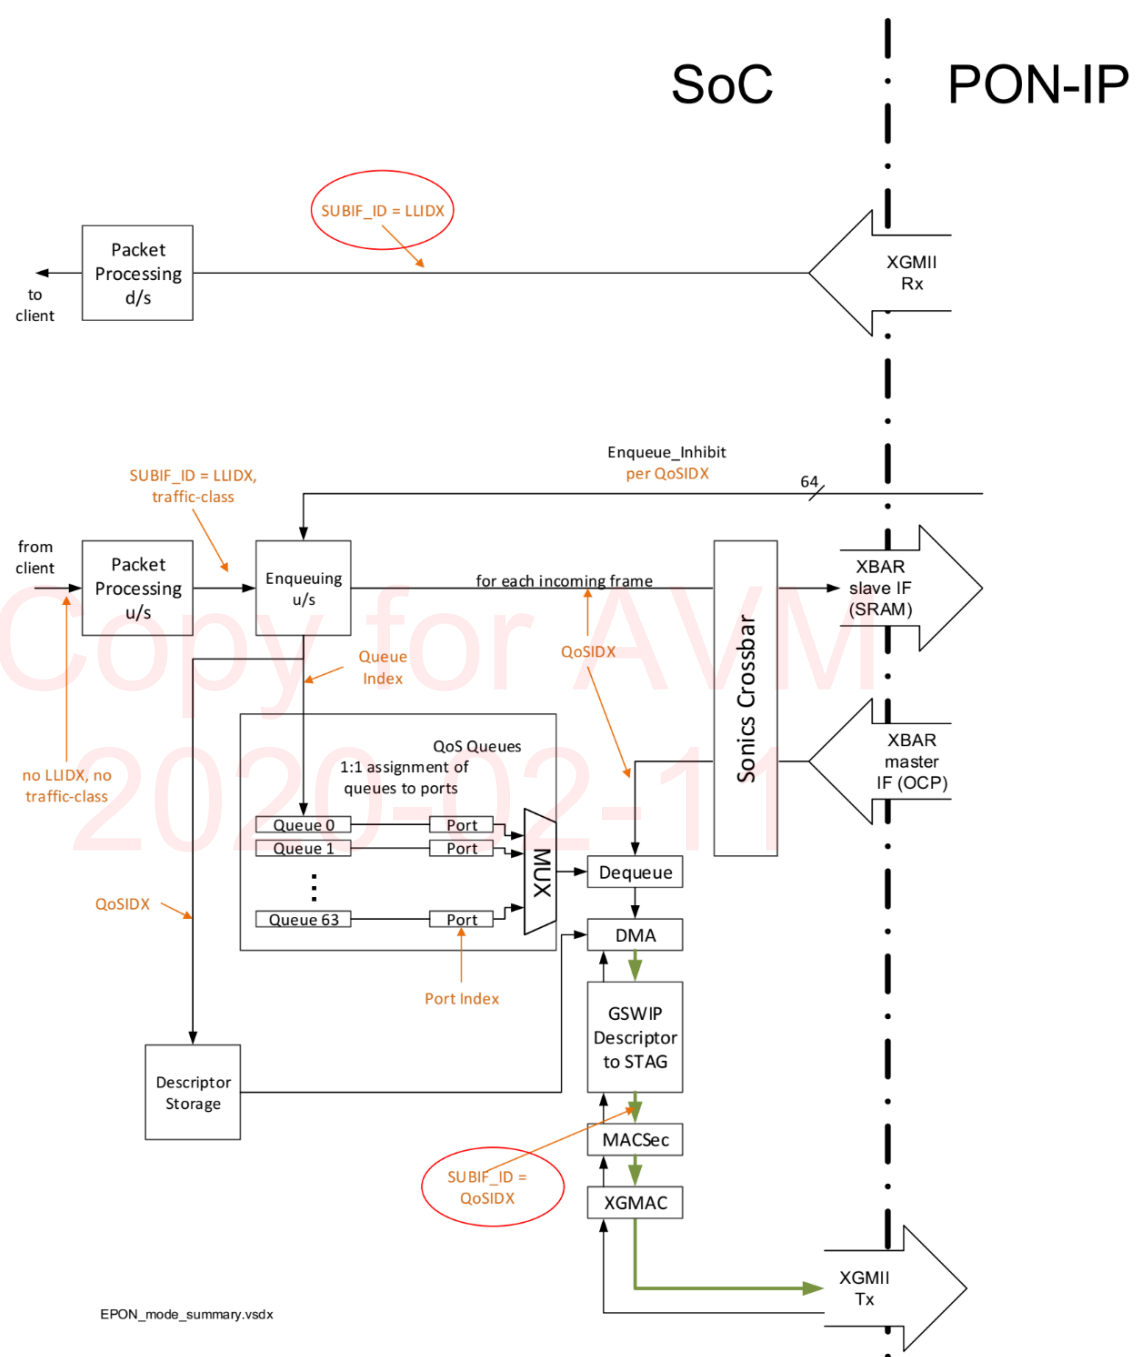 SoC
PON-IP
SUBIF_ID = LLIDX
Packet
Processing
d/s
to
client
XGMII
Rx
Enqueue_Inhibit
per QoSIDX
64
SUBIF_ID = LLIDX,
traffic-class
from
client
Packet
Processing
u/s
Enqueuing
u/s
for each incoming frame
XBAR
slave IF
(SRAM)
Copy for AVM
2020-02-11
QoSIDX
Queue
Index
Sonics Crossbar
no LLIDX, no
traffic-class
QoS Queues
1:1 assignment of
queues to ports
XBAR
master
IF (OCP)
Queue 0
Port
Queue 1
Port
Queue 63
Port
MUX
Dequeue
QoSIDX
DMA
Port Index
GSWIP
Descriptor
to STAG
Descriptor
Storage
MACSec
SUBIF_ID =
QoSIDX
XGMAC
XGMII
Tx
EPON_mode_summary.vsdx